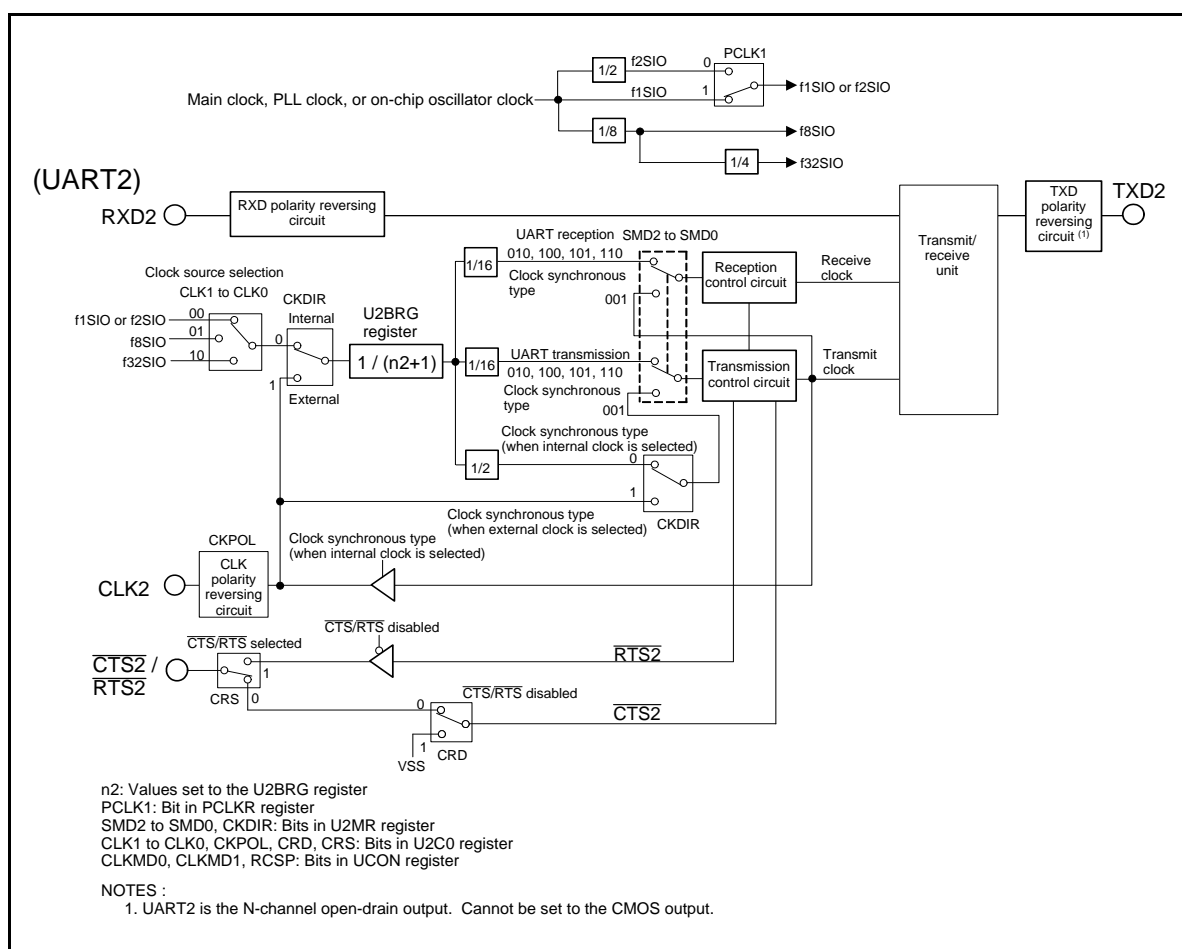 PCLK1
1/2
f2SIO
0
Main clock, PLL clock, or on-chip oscillator clock
f1SIO
1
f1SIO or f2SIO
1/8
f8SIO
1/4
f32SIO
(UART2)
RXD2
RXD polarity reversing
circuit
TXD
polarity
reversing
circuit (1)
TXD2
Transmit/
receive
unit
UART reception
SMD2 to SMD0
1/16
010, 100, 101, 110
Clock synchronous
type
001
Reception
control circuit
Receive
clock
Clock source selection
CLK1 to CLK0
f1SIO or f2SIO
00
f8SIO
01
f32SIO
10
CKDIR
Internal
0
1
External
U2BRG
register
1 / (n2+1)
1/16
UART transmission
010, 100, 101, 110
Clock synchronous
type
001
Transmission
control circuit
Transmit
clock
Clock synchronous type
(when internal clock is selected)
1/2
0
1
CKDIR
Clock synchronous type
(when external clock is selected)
CKPOL
CLK2
CLK
polarity
reversing
circuit
Clock synchronous type
(when internal clock is selected)
CTS2 /
RTS2
CTS/RTS selected
1
0
CRS
CTS/RTS disabled
RTS2
CTS/RTS disabled
0
1
VSS
CRD
CTS2
n2: Values set to the U2BRG register
PCLK1: Bit in PCLKR register
SMD2 to SMD0, CKDIR: Bits in U2MR register
CLK1 to CLK0, CKPOL, CRD, CRS: Bits in U2C0 register
CLKMD0, CLKMD1, RCSP: Bits in UCON register
NOTES :
1. UART2 is the N-channel open-drain output. Cannot be set to the CMOS output.